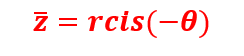 z̅ = rcis(−θ)